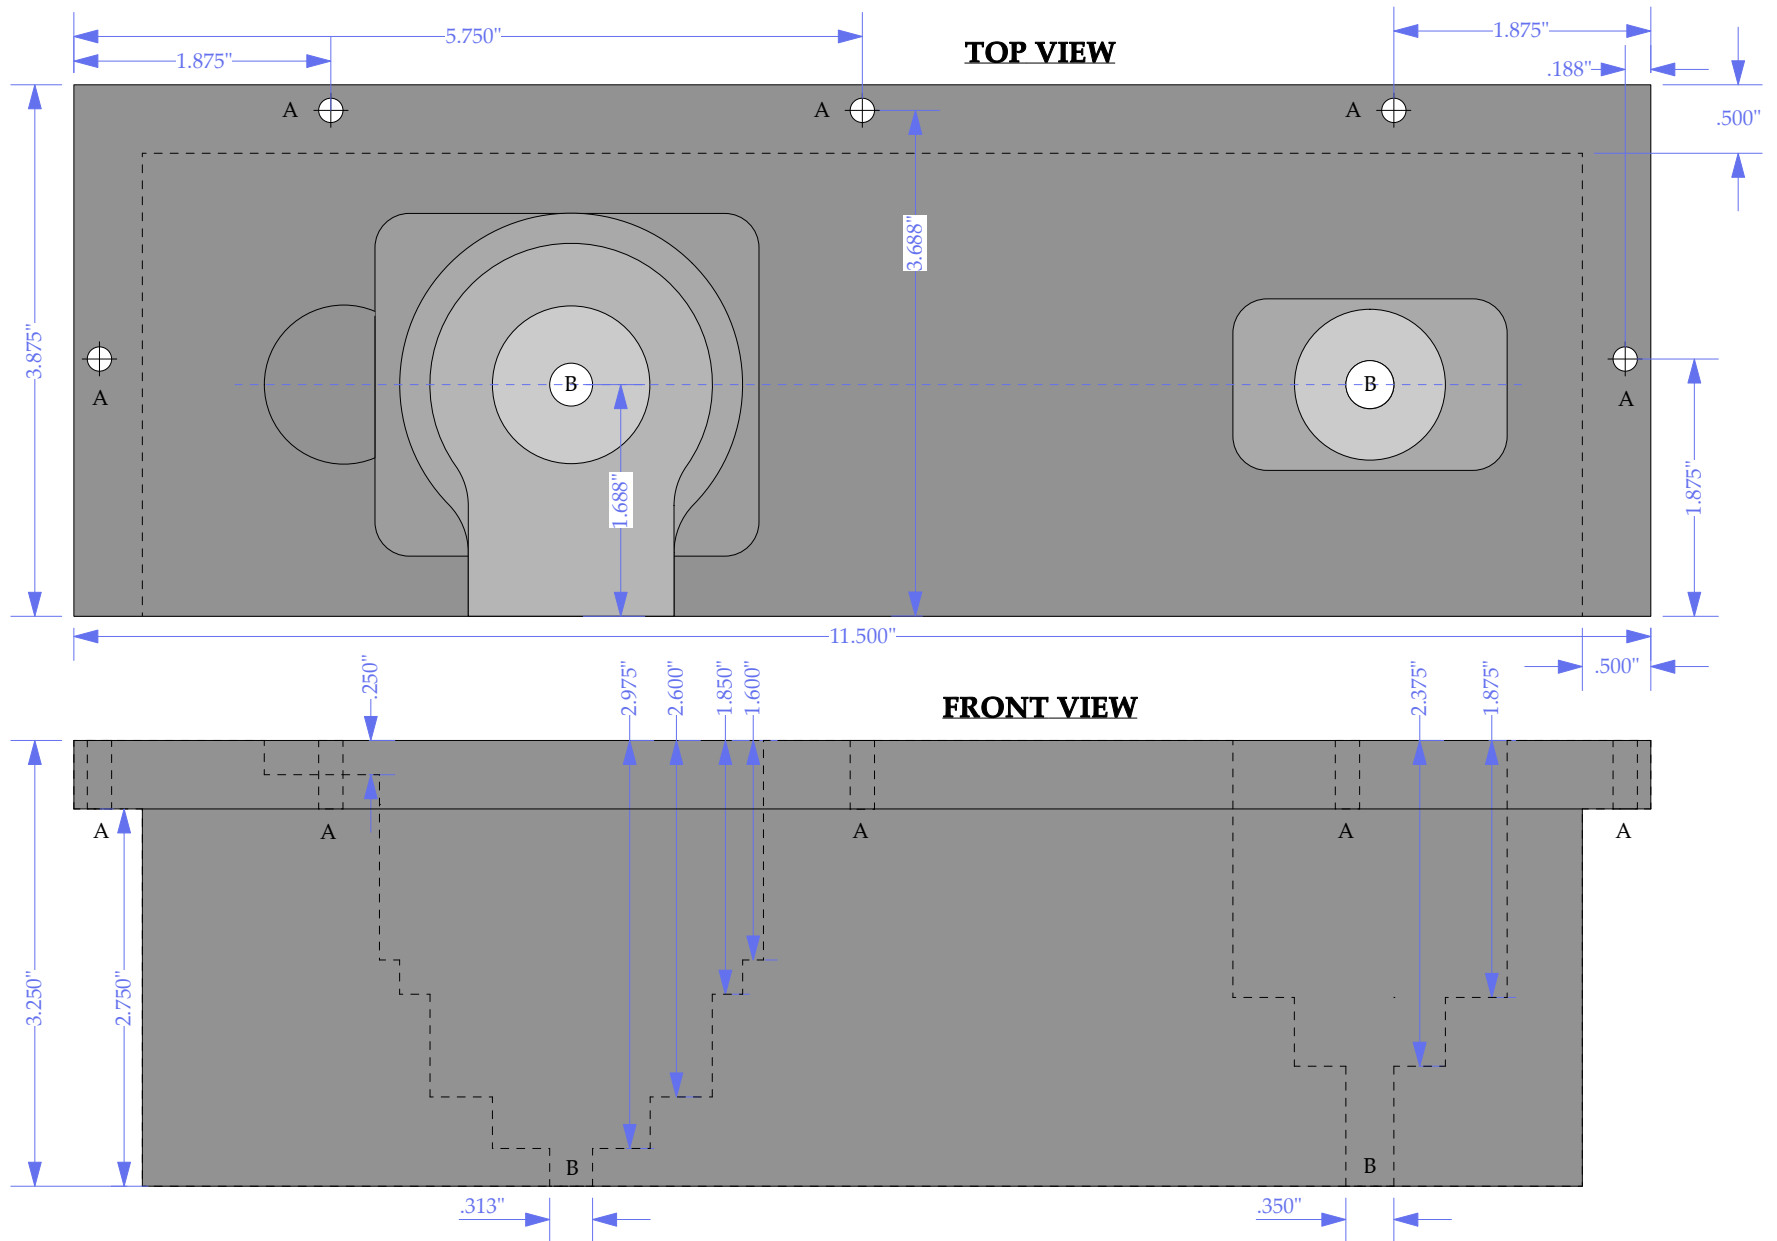 5.750"
1.875"
TOP VIEW
1.875"
.188"
.500"
A
A
A
3.688"
3.875"
B
B
A
A
1.688"
1.875"
11.500"
.500"
.250"
2.975"
2.600"
1.850"
1.600"
2.375"
1.875"
FRONT VIEW
A
A
A
A
A
3.250"
2.750"
B
B
.313"
.350"